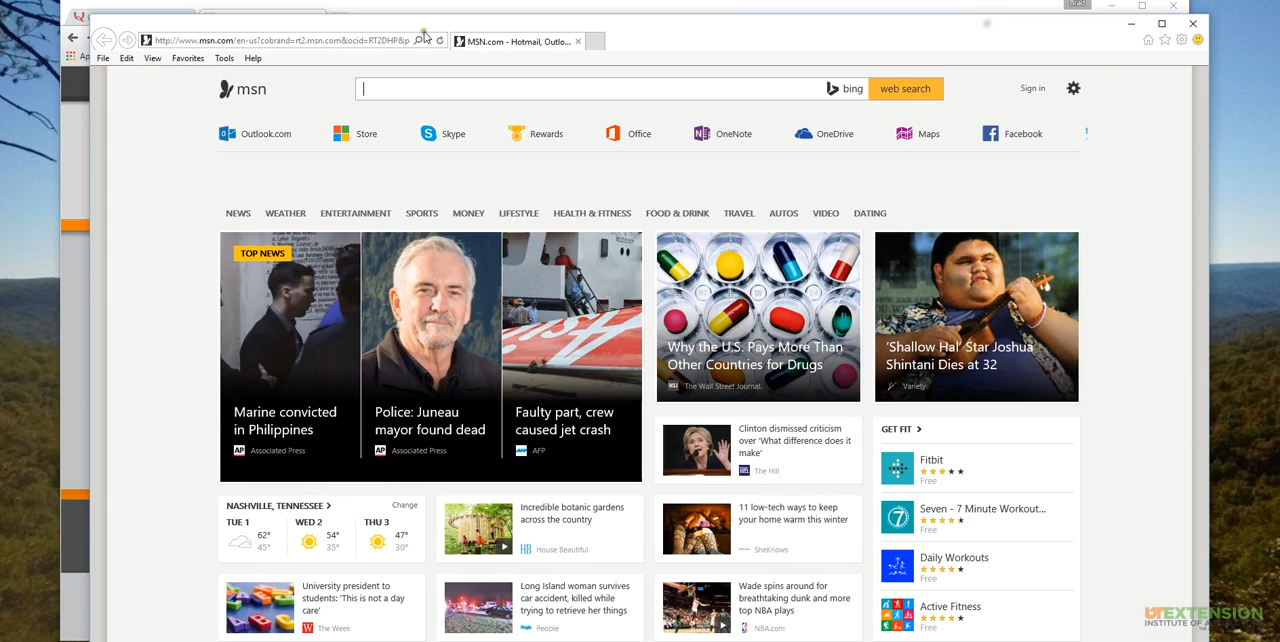 Brad
http://www.msn.com/en-us?cobrand=rt2.msn.com&ocid=RT2DHP&p
MSN.com - Hotmail, Outlo...
File Edit View Favorites Tools Help
msn
bing
web search
Sign in
Outlook.com
Store
Skype
Rewards
Office
OneNote
OneDrive
Maps
Facebook
NEWS WEATHER ENTERTAINMENT SPORTS MONEY LIFESTYLE HEALTH & FITNESS FOOD & DRINK TRAVEL AUTOS VIDEO DATING
TOP NEWS
Marine convicted
in Philippines
AP Associated Press
Police: Juneau
mayor found dead
AP Associated Press
Faulty part, crew
caused jet crash
AFP AFP
Why the U.S. Pays More Than
Other Countries for Drugs
WSJ The Wall Street Journal.
'Shallow Hal' Star Joshua
Shintani Dies at 32
Variety
Clinton dismissed criticism
over 'What difference does it
make'
The Hill
GET FIT
Fitbit
Free
Seven - 7 Minute Workout...
Free
Daily Workouts
Free
Active Fitness
Free
NASHVILLE, TENNESSEE
Change
TUE 1
62°
45°
WED 2
54°
35°
THU 3
47°
30°
Incredible botanic gardens
across the country
HB House Beautiful
11 low-tech ways to keep
your home warm this winter
SheKnows
University president to
students: 'This is not a day
care'
W The Week
Long Island woman survives
car accident, killed while
trying to retrieve her things
People
Wade spins around for
breathtaking dunk and more
top NBA plays
NBA.com
UT EXTENSION